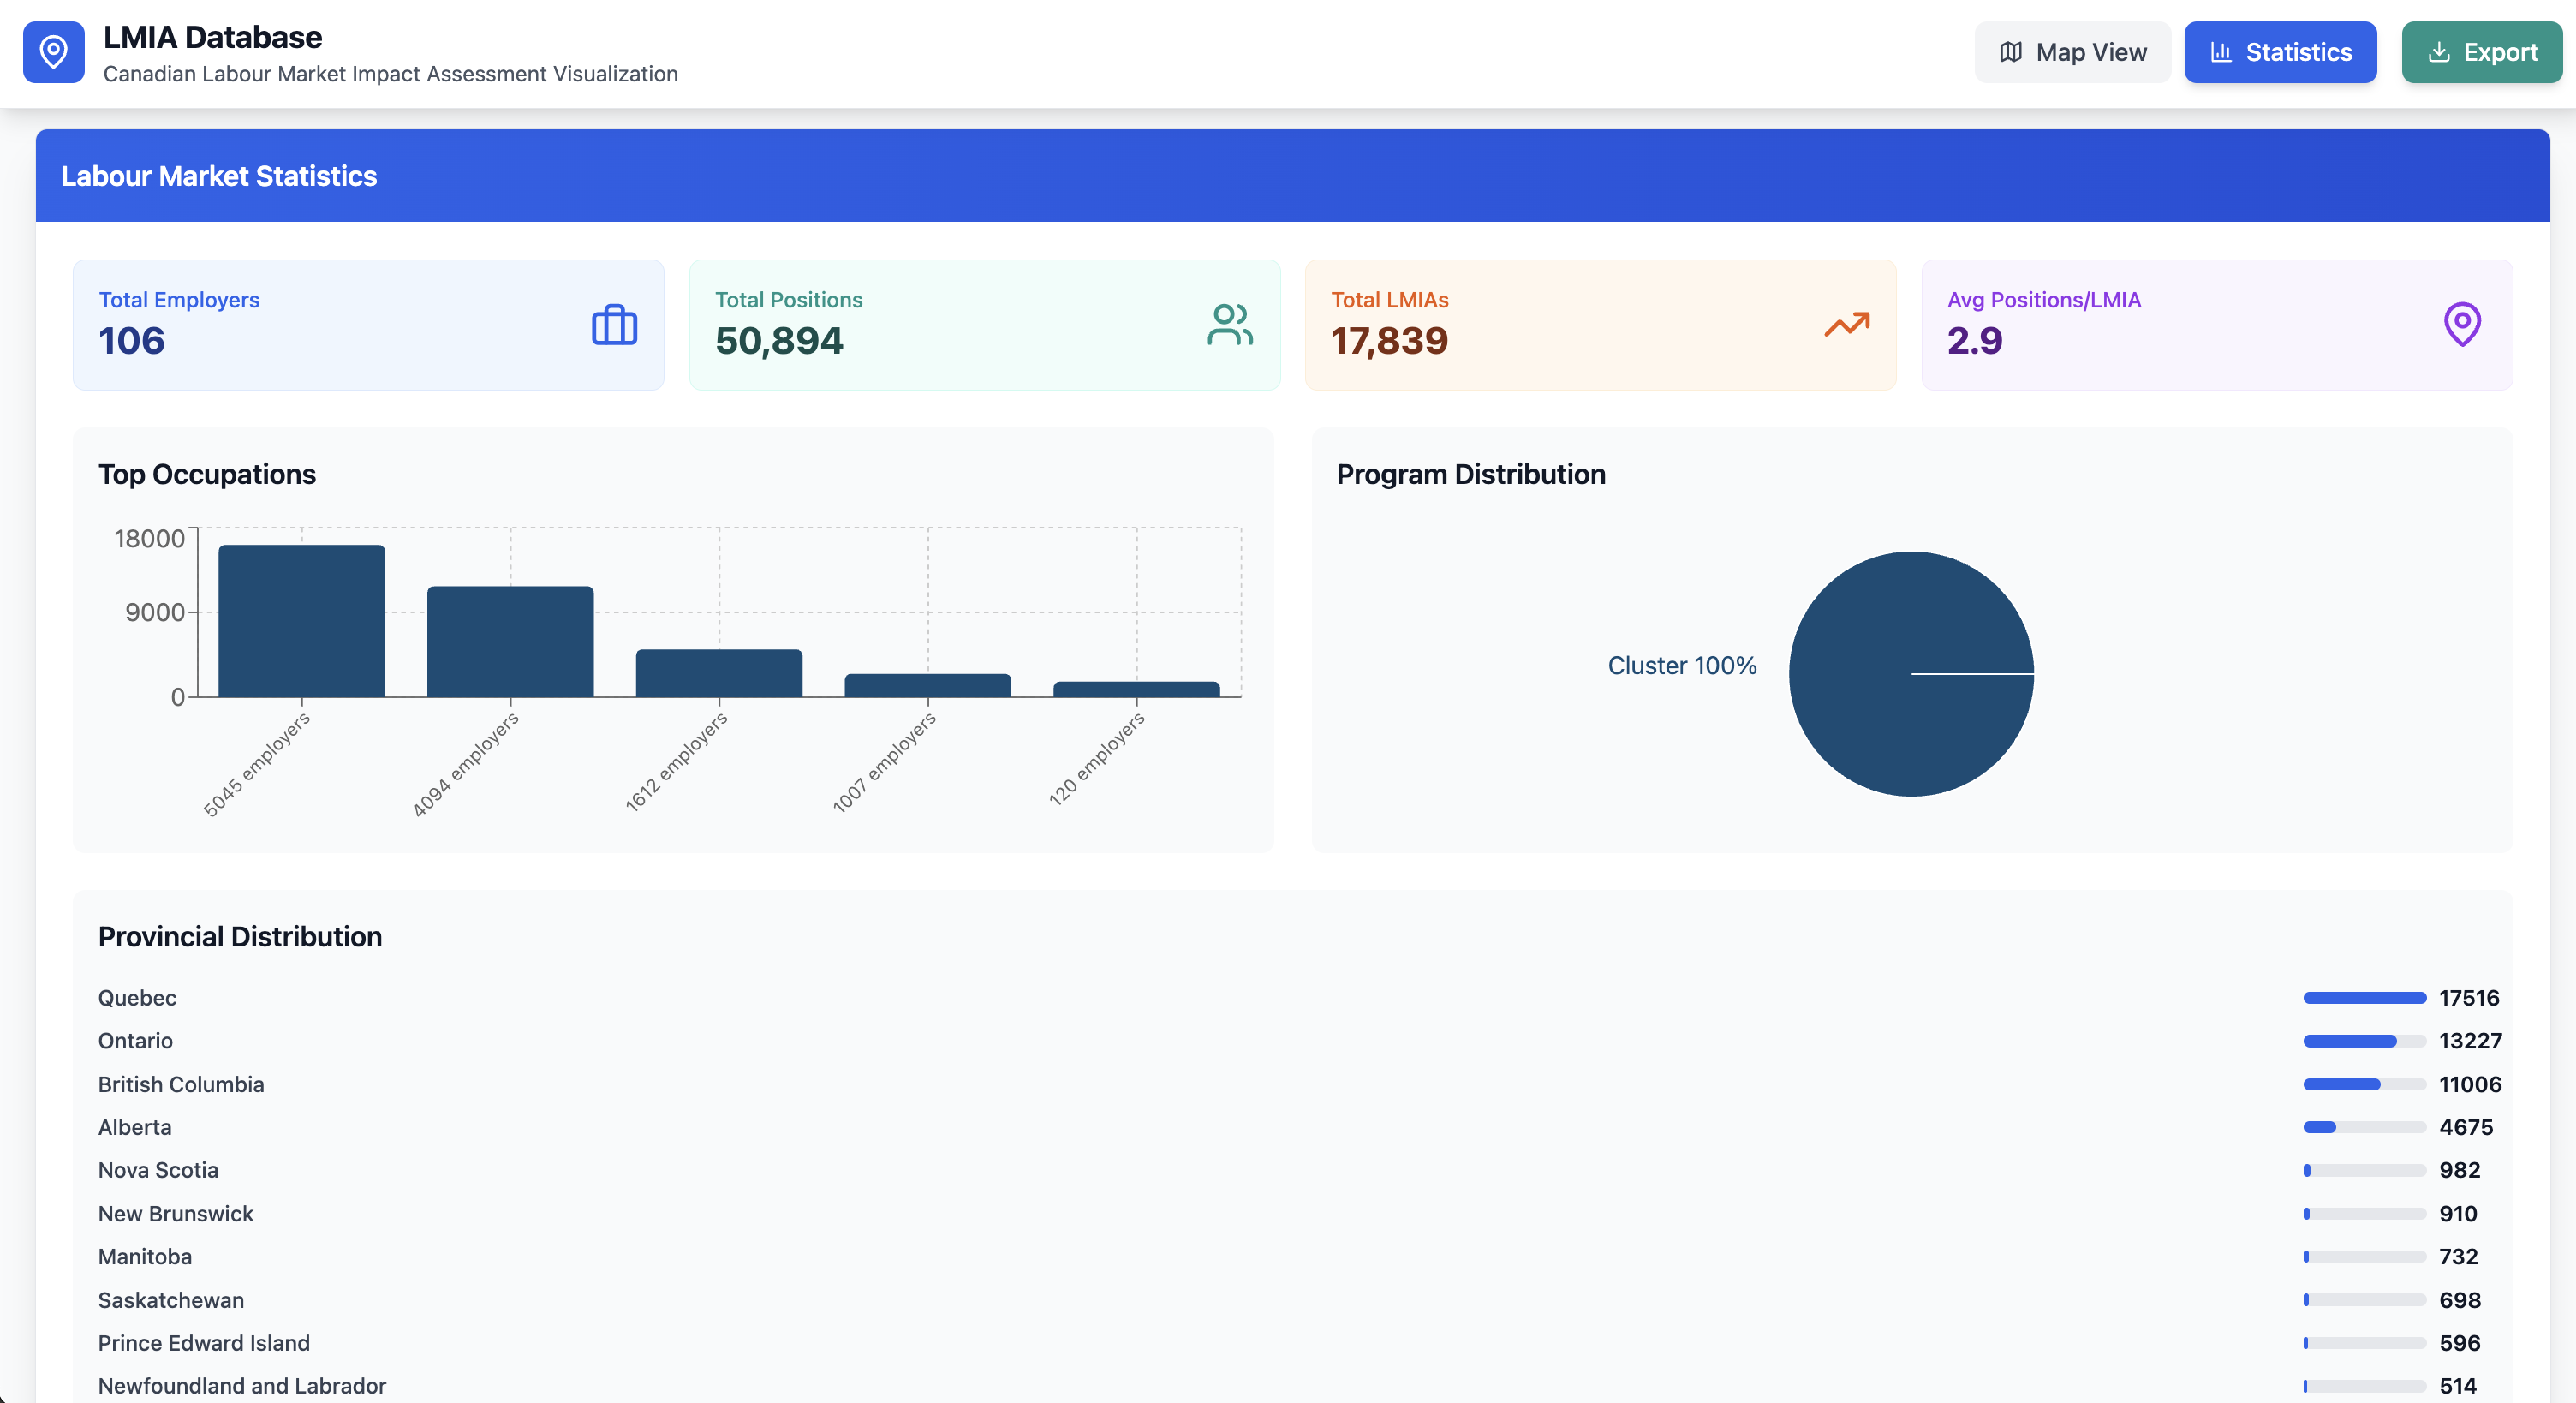 LMIA Database
Canadian Labour Market Impact Assessment Visualization
Map View
Statistics
Export
Labour Market Statistics
Total Employers
106
Total Positions
50,894
Total LMIAs
17,839
Avg Positions/LMIA
2.9
Top Occupations
18000
9000
0
5045 employers
4094 employers
1612 employers
1007 employers
120 employers
Program Distribution
Cluster 100%
Provincial Distribution
Quebec 17516
Ontario 13227
British Columbia 11006
Alberta 4675
Nova Scotia 982
New Brunswick 910
Manitoba 732
Saskatchewan 698
Prince Edward Island 596
Newfoundland and Labrador 514